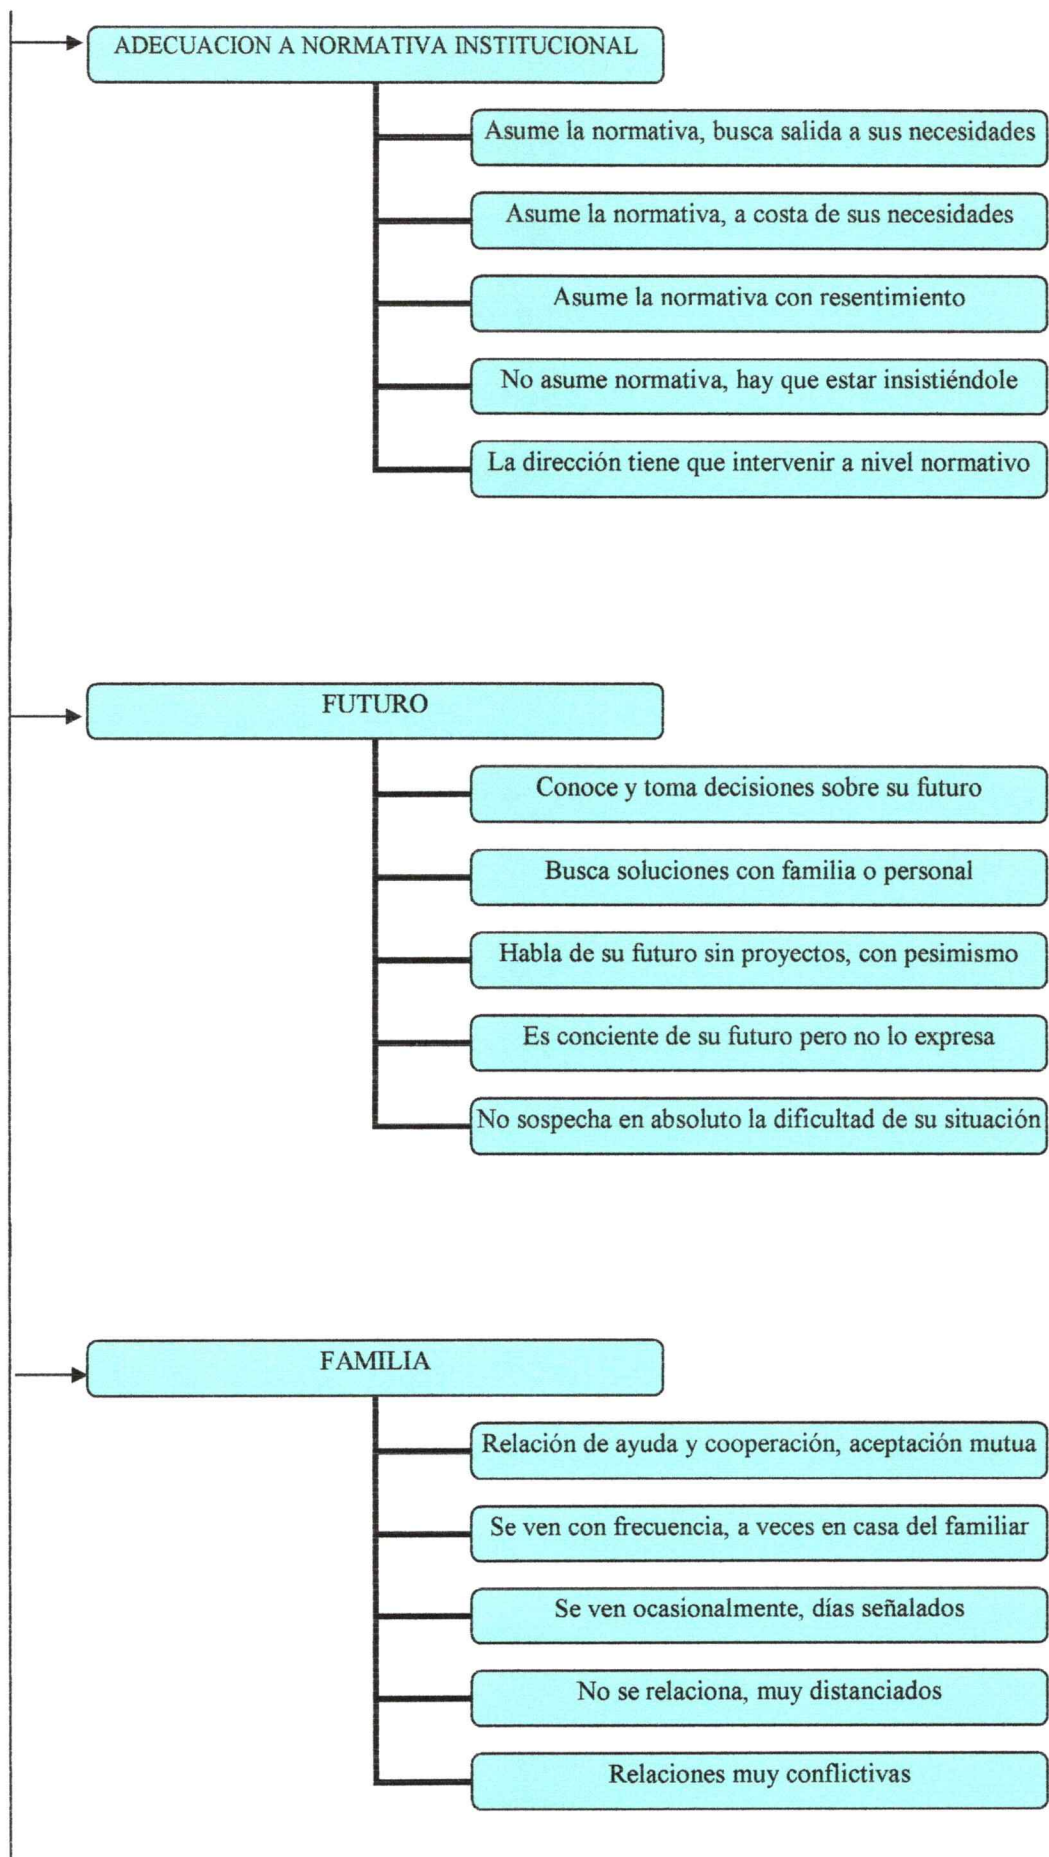 ADECUACION A NORMATIVA INSTITUCIONAL
Asume la normativa, busca salida a sus necesidades
Asume la normativa, a costa de sus necesidades
Asume la normativa con resentimiento
No asume normativa, hay que estar insistiéndole
La dirección tiene que intervenir a nivel normativo
FUTURO
Conoce y toma decisiones sobre su futuro
Busca soluciones con familia o personal
Habla de su futuro sin proyectos, con pesimismo
Es conciente de su futuro pero no lo expresa
No sospecha en absoluto la dificultad de su situación
FAMILIA
Relación de ayuda y cooperación, aceptación mutua
Se ven con frecuencia, a veces en casa del familiar
Se ven ocasionalmente, días señalados
No se relaciona, muy distanciados
Relaciones muy conflictivas